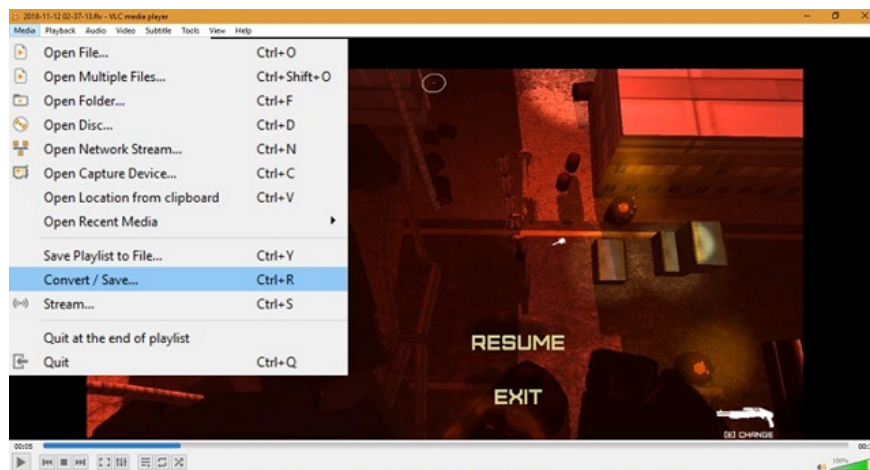 2018-11-12 02-37-13.flv - VLC media player
Media Playback Audio Video Subtitle Tools View Help
Open File... Ctrl+O
Open Multiple Files... Ctrl+Shift+O
Open Folder... Ctrl+F
Open Disc... Ctrl+D
Open Network Stream... Ctrl+N
Open Capture Device... Ctrl+C
Open Location from clipboard Ctrl+V
Open Recent Media
Save Playlist to File... Ctrl+Y
Convert / Save... Ctrl+R
Stream... Ctrl+S
Quit at the end of playlist
Quit Ctrl+Q
RESUME
EXIT
[E] CHANGE
00:05
100%